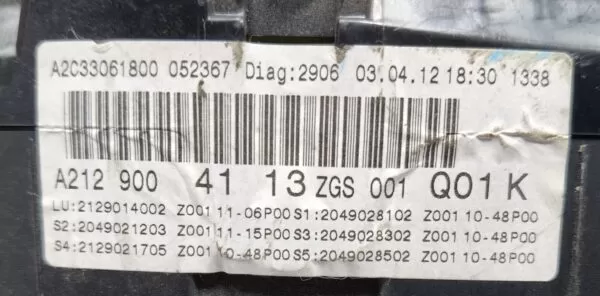 A2C33061800 052367 Diag:2906 03.04.12 18:30 1338
A212 900 41 13 ZGS 001 Q01 K
LU:2129014002 Z001 11-06P00 S1:2049028102 Z001 10-48P00
S2:2049021203 Z001 11-15P00 S3:2049028302 Z001 10-48P00
S4:2129021705 Z001 10-48P00 S5:2049028502 Z001 10-48P00